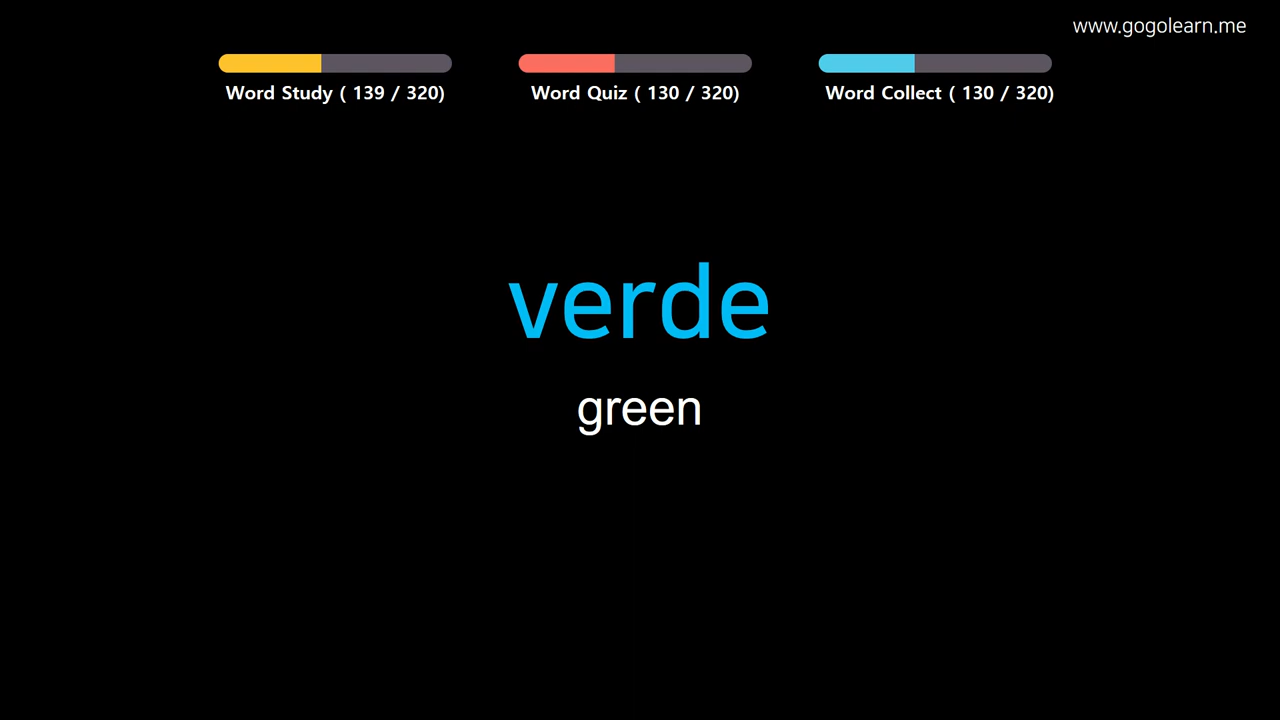 www.gogolearn.me
Word Study ( 139 / 320)
Word Quiz ( 130 / 320)
Word Collect ( 130 / 320)
verde
green